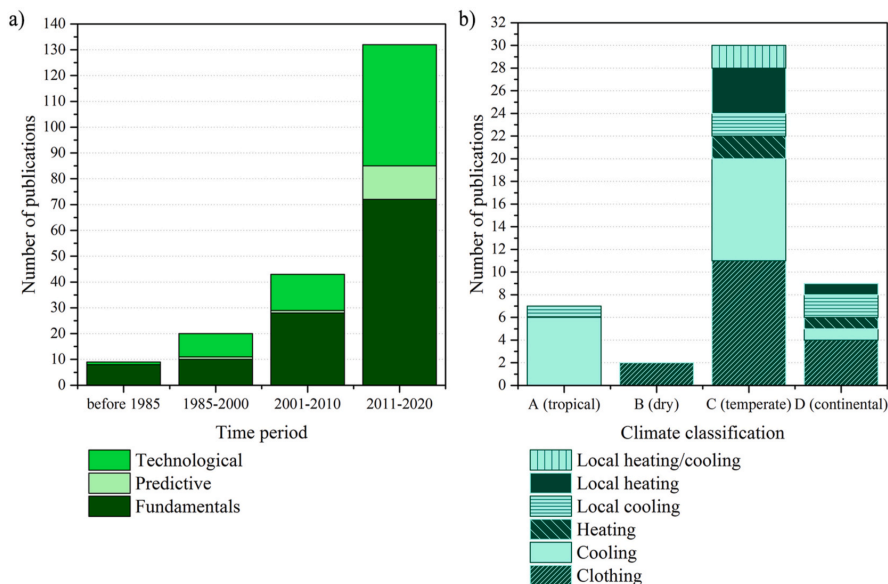 a)
Number of publications
140
130
120
110
100
90
80
70
60
50
40
30
20
10
0
before 1985 1985-2000 2001-2010 2011-2020
Time period
Technological
Predictive
Fundamentals
b)
Number of publications
32
30
28
26
24
22
20
18
16
14
12
10
8
6
4
2
0
A (tropical) B (dry) C (temperate) D (continental)
Climate classification
Local heating/cooling
Local heating
Local cooling
Heating
Cooling
Clothing